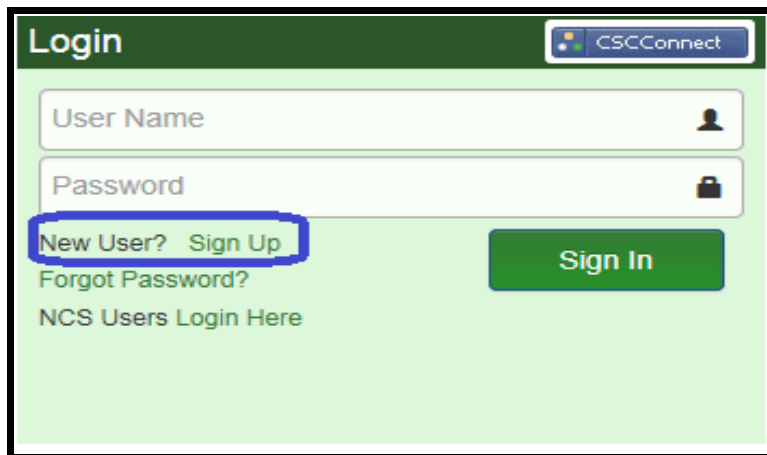 Login CSCConnect
User Name
Password
New User? Sign Up
Sign In
Forgot Password?
NCS Users Login Here